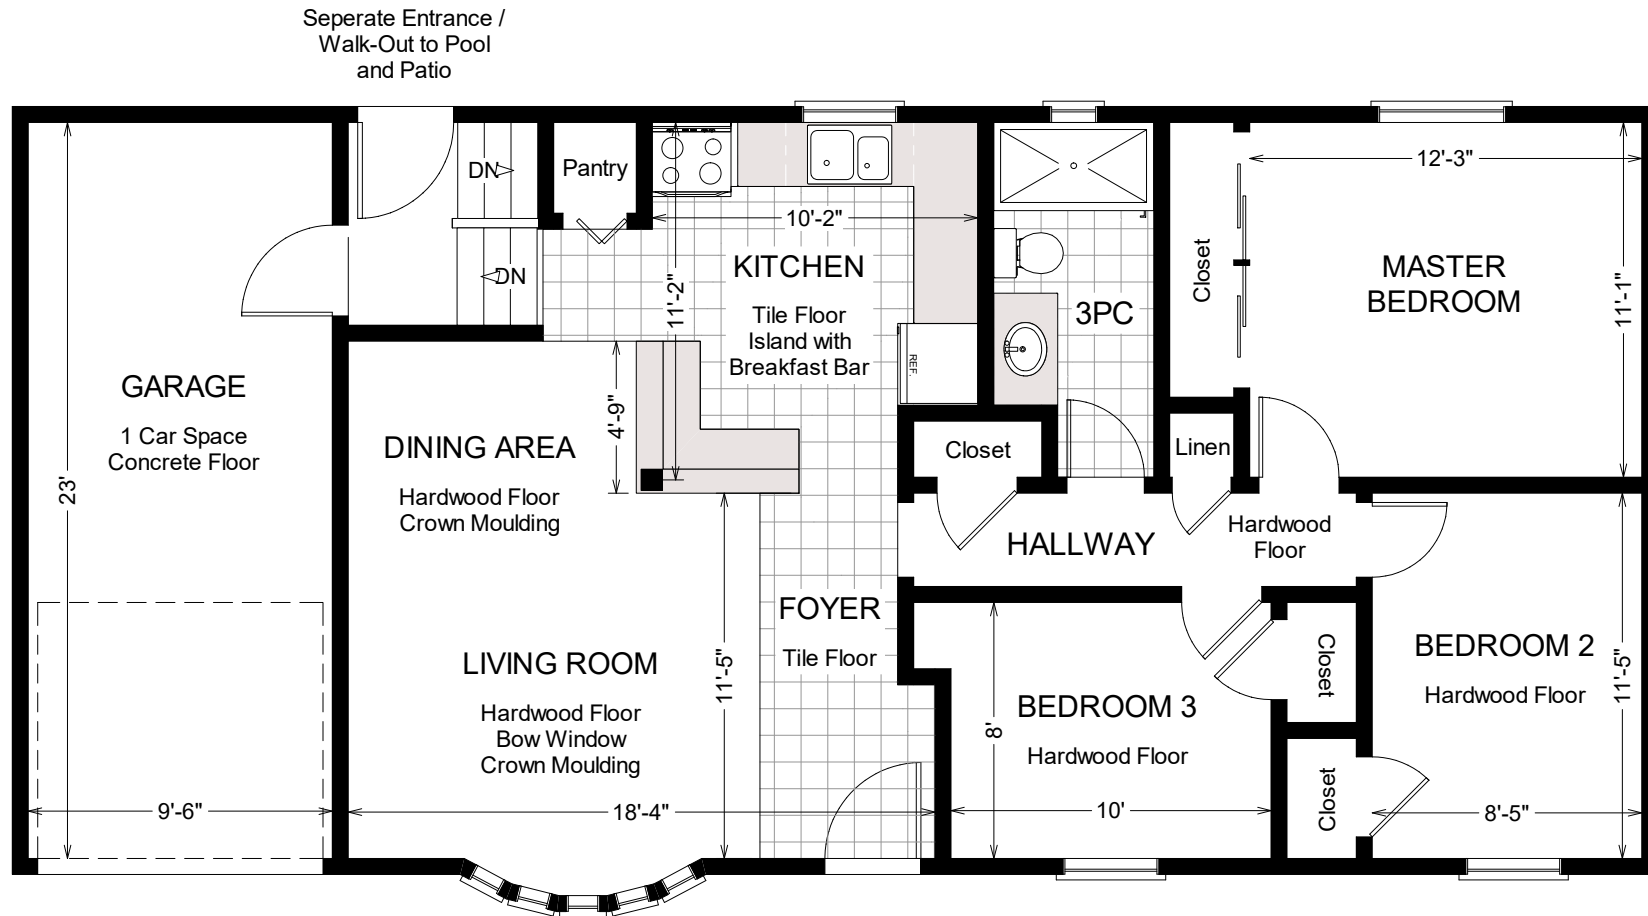 Seperate Entrance /
Walk-Out to Pool
and Patio
DN
Pantry
12'-3"
10'-2"
DN
KITCHEN
11'-2"
Tile Floor
Island with
Breakfast Bar
REF.
3PC
Closet
MASTER
BEDROOM
11'-1"
GARAGE
1 Car Space
Concrete Floor
23'
DINING AREA
Hardwood Floor
Crown Moulding
4'-9"
Closet
Linen
HALLWAY
Hardwood
Floor
FOYER
Tile Floor
LIVING ROOM
Hardwood Floor
Bow Window
Crown Moulding
11'-5"
BEDROOM 3
Hardwood Floor
8'
Closet
BEDROOM 2
Hardwood Floor
11'-5"
Closet
9'-6"
18'-4"
10'
8'-5"